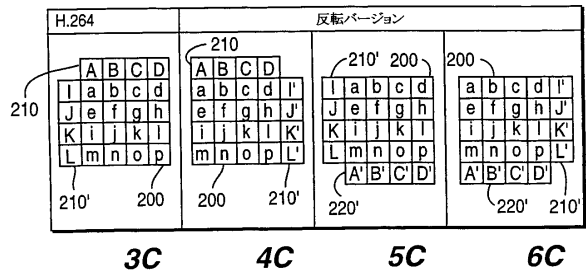 H.264
反転バージョン
210 210' 200 200
A B C D A B C D
I a b c d a b c d I' I a b c d a b c d I'
J e f g h e f g h J' J e f g h e f g h J'
210
K i j k l i j k l K' K i j k l i j k l K'
L m n o p m n o p L' L m n o p m n o p L'
A' B' C' D' A' B' C' D'
210' 200 200 210' 220' 220' 210'
3C 4C 5C 6C